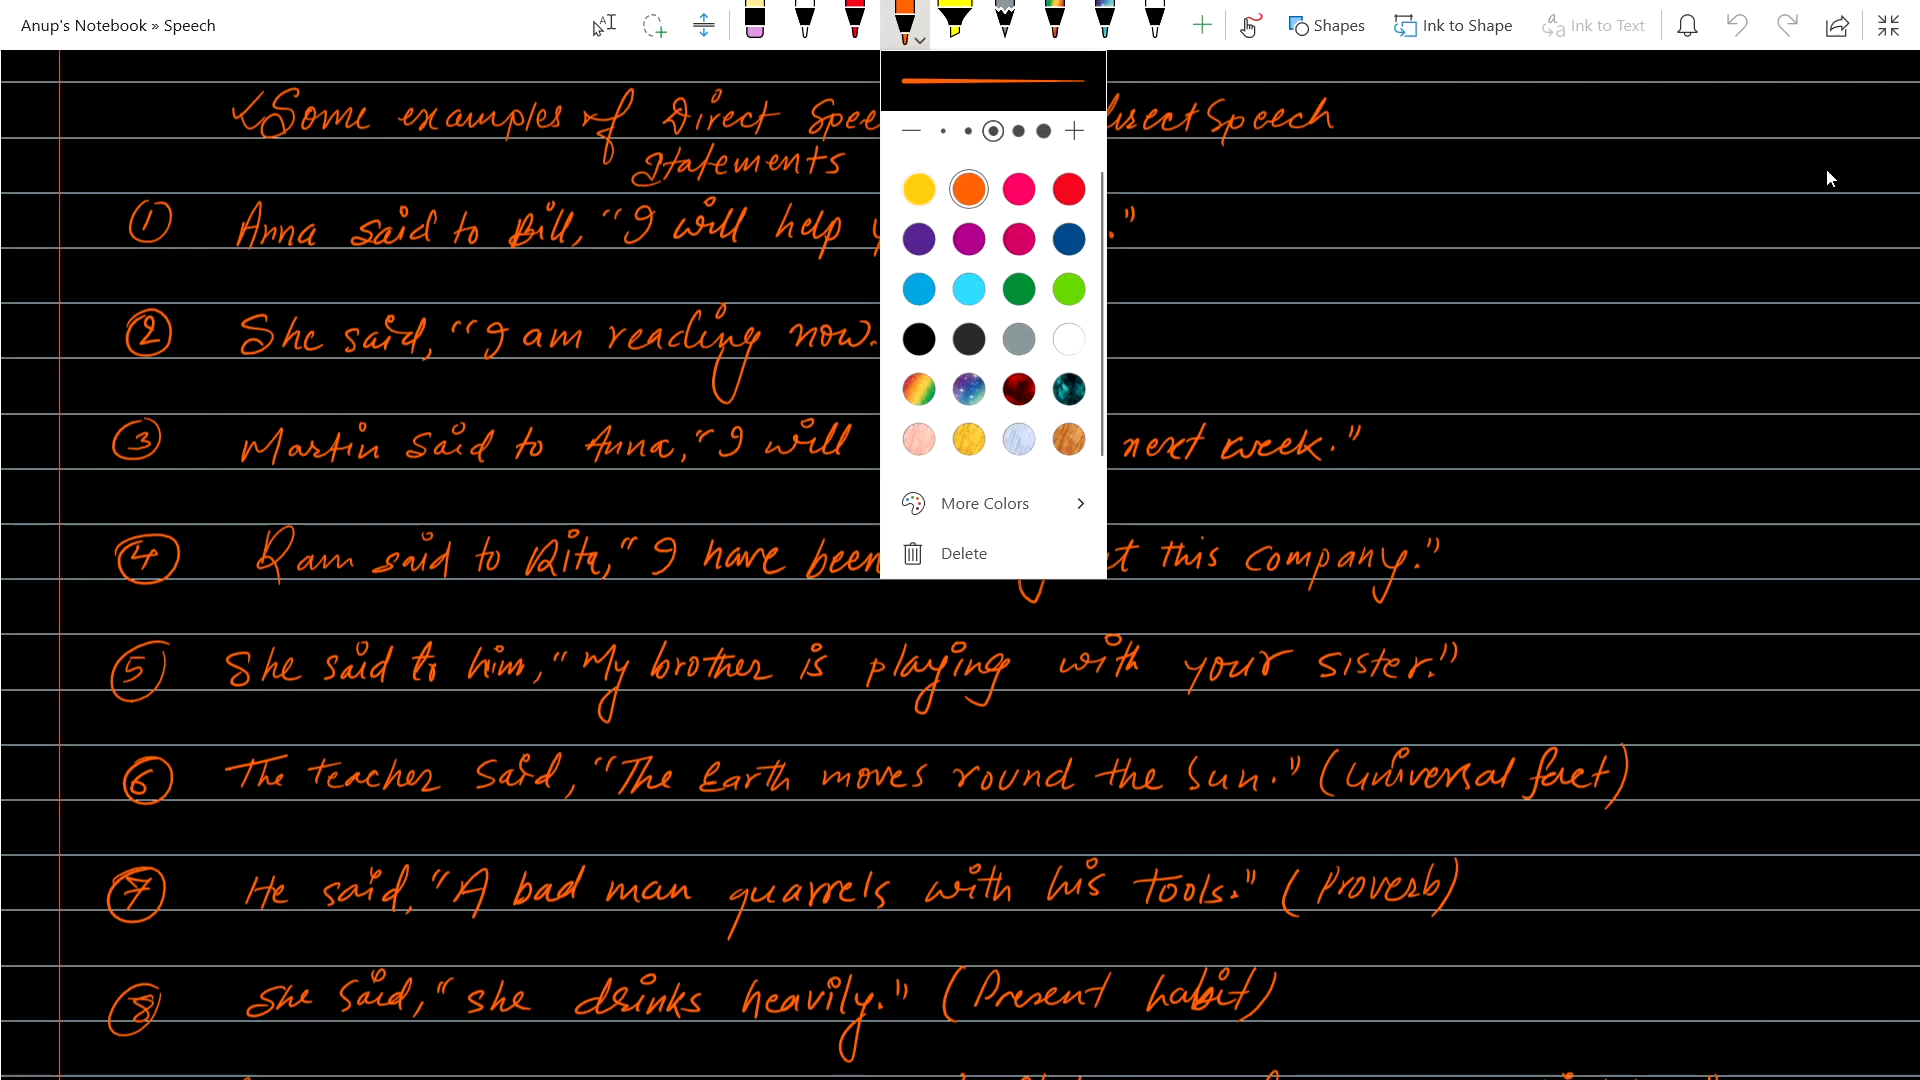 Anup's Notebook » Speech
Shapes
Ink to Shape
Ink to Text
Some examples of Direct Speech
Statements
1 Anna said to Bill, "I will help ."
2 She said, "I am reading now.
3 Martin said to Anna, "I will next week."
4 Ram said to Rita, "I have been this company."
5 She said to him, "My brother is playing with your sister."
6 The teacher said, "The Earth moves round the Sun." (universal fact)
7 He said, "A bad man quarrels with his tools." (Proverb)
8 She said, "she drinks heavily." (Present habit)
More Colors
Delete